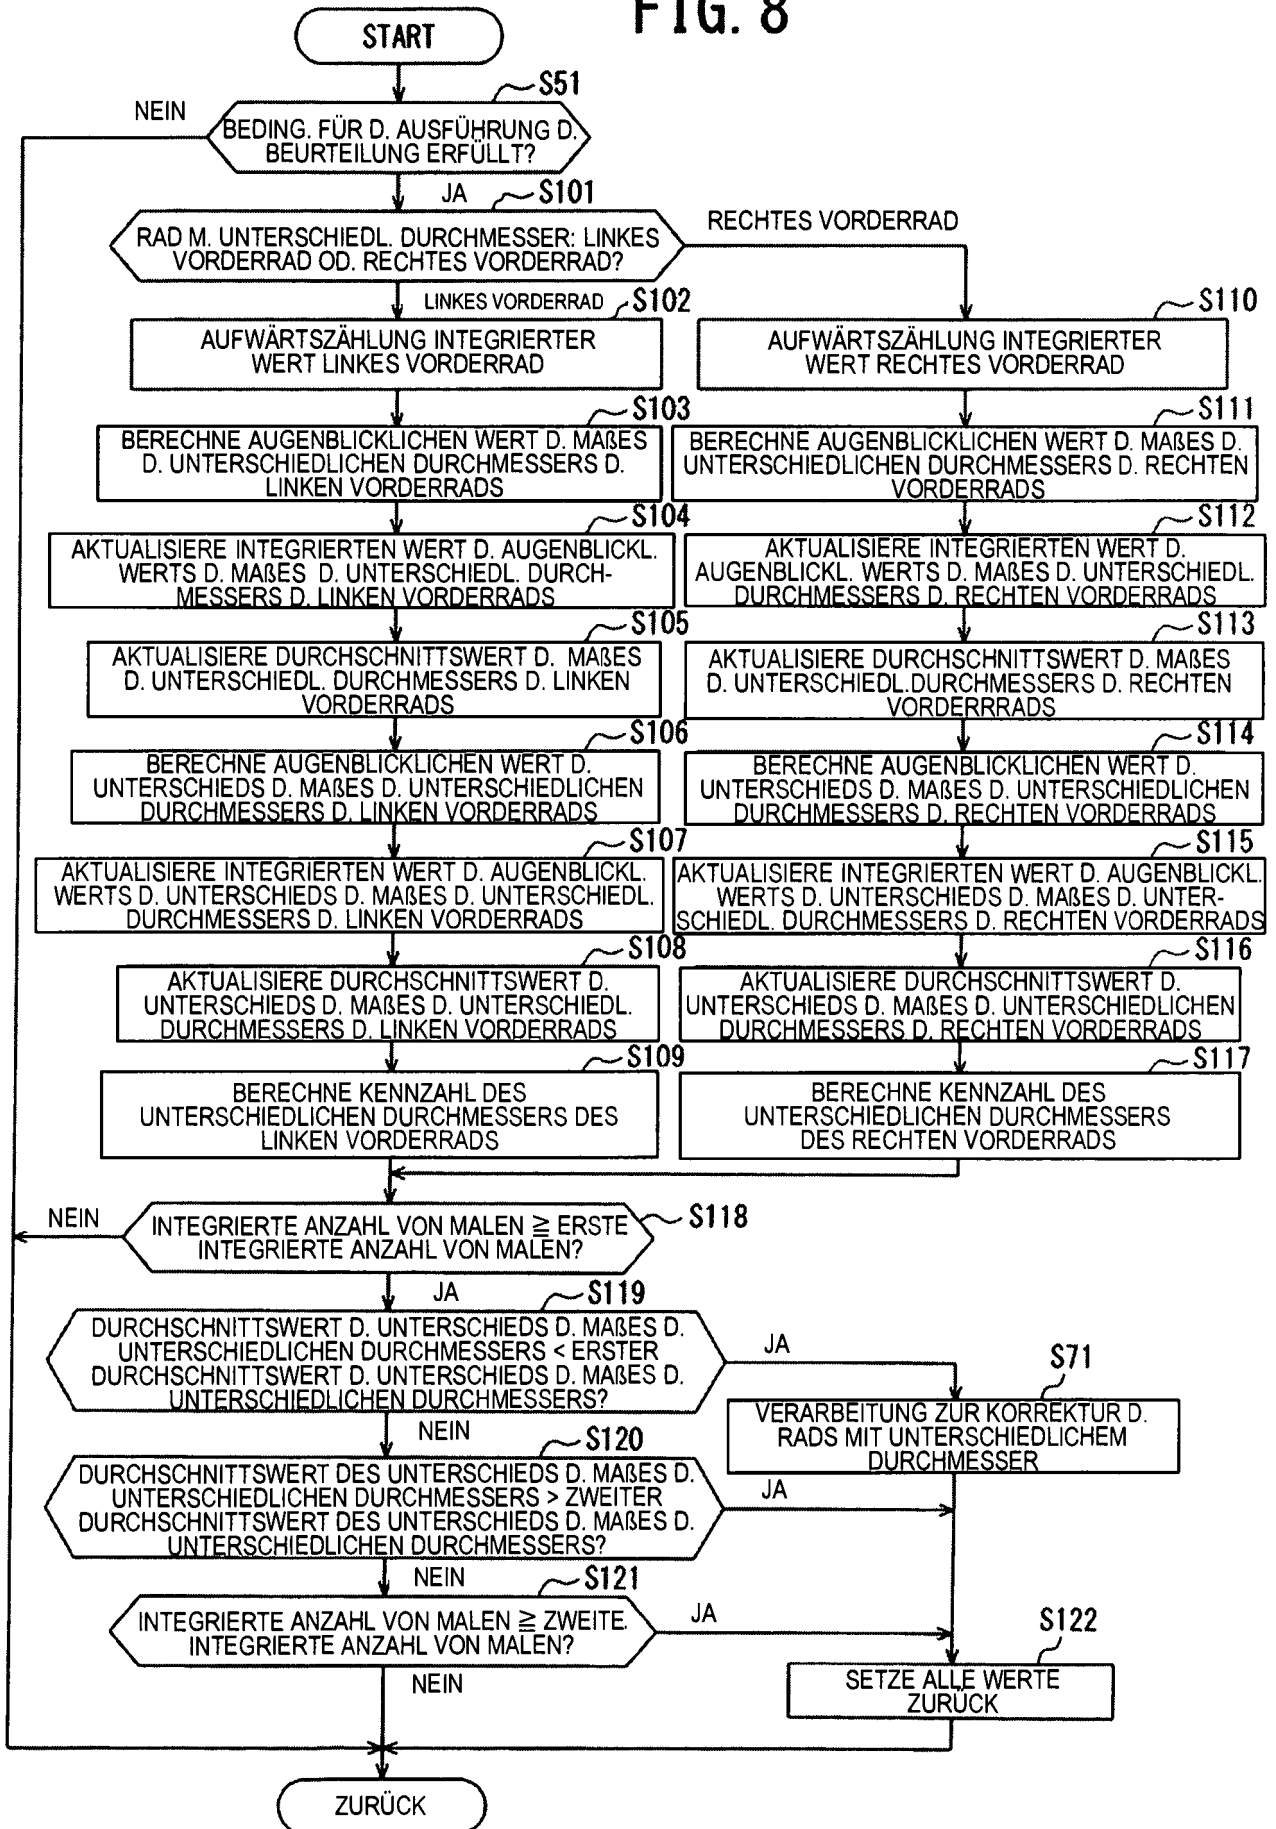 FIG. 8
START
S51
NEIN
BEDING. FÜR D. AUSFÜHRUNG D.
BEURTEILUNG ERFÜLLT?
JA
S101
RAD M. UNTERSCHIEDL. DURCHMESSER: LINKES
VORDERRAD OD. RECHTES VORDERRAD?
RECHTES VORDERRAD
LINKES VORDERRAD
S102
AUFWÄRTSZÄHLUNG INTEGRIERTER
WERT LINKES VORDERRAD
S110
AUFWÄRTSZÄHLUNG INTEGRIERTER
WERT RECHTES VORDERRAD
S103
BERECHNE AUGENBLICKLICHEN WERT D. MAßES
D. UNTERSCHIEDLICHEN DURCHMESSERS D.
LINKEN VORDERRADS
S111
BERECHNE AUGENBLICKLICHEN WERT D. MAßES D.
UNTERSCHIEDLICHEN DURCHMESSERS D. RECHTEN
VORDERRADS
S104
AKTUALISIERE INTEGRIERTEN WERT D. AUGENBLICKL.
WERTS D. MAßES D. UNTERSCHIEDL. DURCH-
MESSERS D. LINKEN VORDERRADS
S112
AKTUALISIERE INTEGRIERTEN WERT D.
AUGENBLICKL. WERTS D. MAßES D. UNTERSCHIEDL.
DURCHMESSERS D. RECHTEN VORDERRADS
S105
AKTUALISIERE DURCHSCHNITTSWERT D. MAßES
D. UNTERSCHIEDL. DURCHMESSERS D. LINKEN
VORDERRADS
S113
AKTUALISIERE DURCHSCHNITTSWERT D. MAßES
D. UNTERSCHIEDL.DURCHMESSERS D. RECHTEN
VORDERRRADS
S106
BERECHNE AUGENBLICKLICHEN WERT D.
UNTERSCHIEDS D. MAßES D. UNTERSCHIEDLICHEN
DURCHMESSERS D. LINKEN VORDERRADS
S114
BERECHNE AUGENBLICKLICHEN WERT D.
UNTERSCHIEDS D. MAßES D. UNTERSCHIEDLICHEN
DURCHMESSERS D. RECHTEN VORDERRADS
S107
AKTUALISIERE INTEGRIERTEN WERT D. AUGENBLICKL.
WERTS D. UNTERSCHIEDS D. MAßES D. UNTERSCHIEDL.
DURCHMESSERS D. LINKEN VORDERRADS
S115
AKTUALISIERE INTEGRIERTEN WERT D. AUGENBLICKL.
WERTS D. UNTERSCHIEDS D. MAßES D. UNTER-
SCHIEDL. DURCHMESSERS D. RECHTEN VORDERRADS
S108
AKTUALISIERE DURCHSCHNITTSWERT D.
UNTERSCHIEDS D. MAßES D. UNTERSCHIEDL.
DURCHMESSERS D. LINKEN VORDERRADS
S116
AKTUALISIERE DURCHSCHNITTSWERT D.
UNTERSCHIEDS D. MAßES D. UNTERSCHIEDLICHEN
DURCHMESSERS D. RECHTEN VORDERRADS
S109
BERECHNE KENNZAHL DES
UNTERSCHIEDLICHEN DURCHMESSERS DES
LINKEN VORDERRADS
S117
BERECHNE KENNZAHL DES
UNTERSCHIEDLICHEN DURCHMESSERS
DES RECHTEN VORDERRADS
NEIN
S118
INTEGRIERTE ANZAHL VON MALEN ≧ ERSTE
INTEGRIERTE ANZAHL VON MALEN?
JA
S119
DURCHSCHNITTSWERT D. UNTERSCHIEDS D. MAßES D.
UNTERSCHIEDLICHEN DURCHMESSERS < ERSTER
DURCHSCHNITTSWERT D. UNTERSCHIEDS D. MAßES D.
UNTERSCHIEDLICHEN DURCHMESSERS?
JA
S71
VERARBEITUNG ZUR KORREKTUR D.
RADS MIT UNTERSCHIEDLICHEM
DURCHMESSER
NEIN
S120
DURCHSCHNITTSWERT DES UNTERSCHIEDS D. MAßES D.
UNTERSCHIEDLICHEN DURCHMESSERS > ZWEITER
DURCHSCHNITTSWERT DES UNTERSCHIEDS D. MAßES D.
UNTERSCHIEDLICHEN DURCHMESSERS?
JA
NEIN
S121
INTEGRIERTE ANZAHL VON MALEN ≧ ZWEITE.
INTEGRIERTE ANZAHL VON MALEN?
JA
S122
SETZE ALLE WERTE
ZURÜCK
NEIN
ZURÜCK